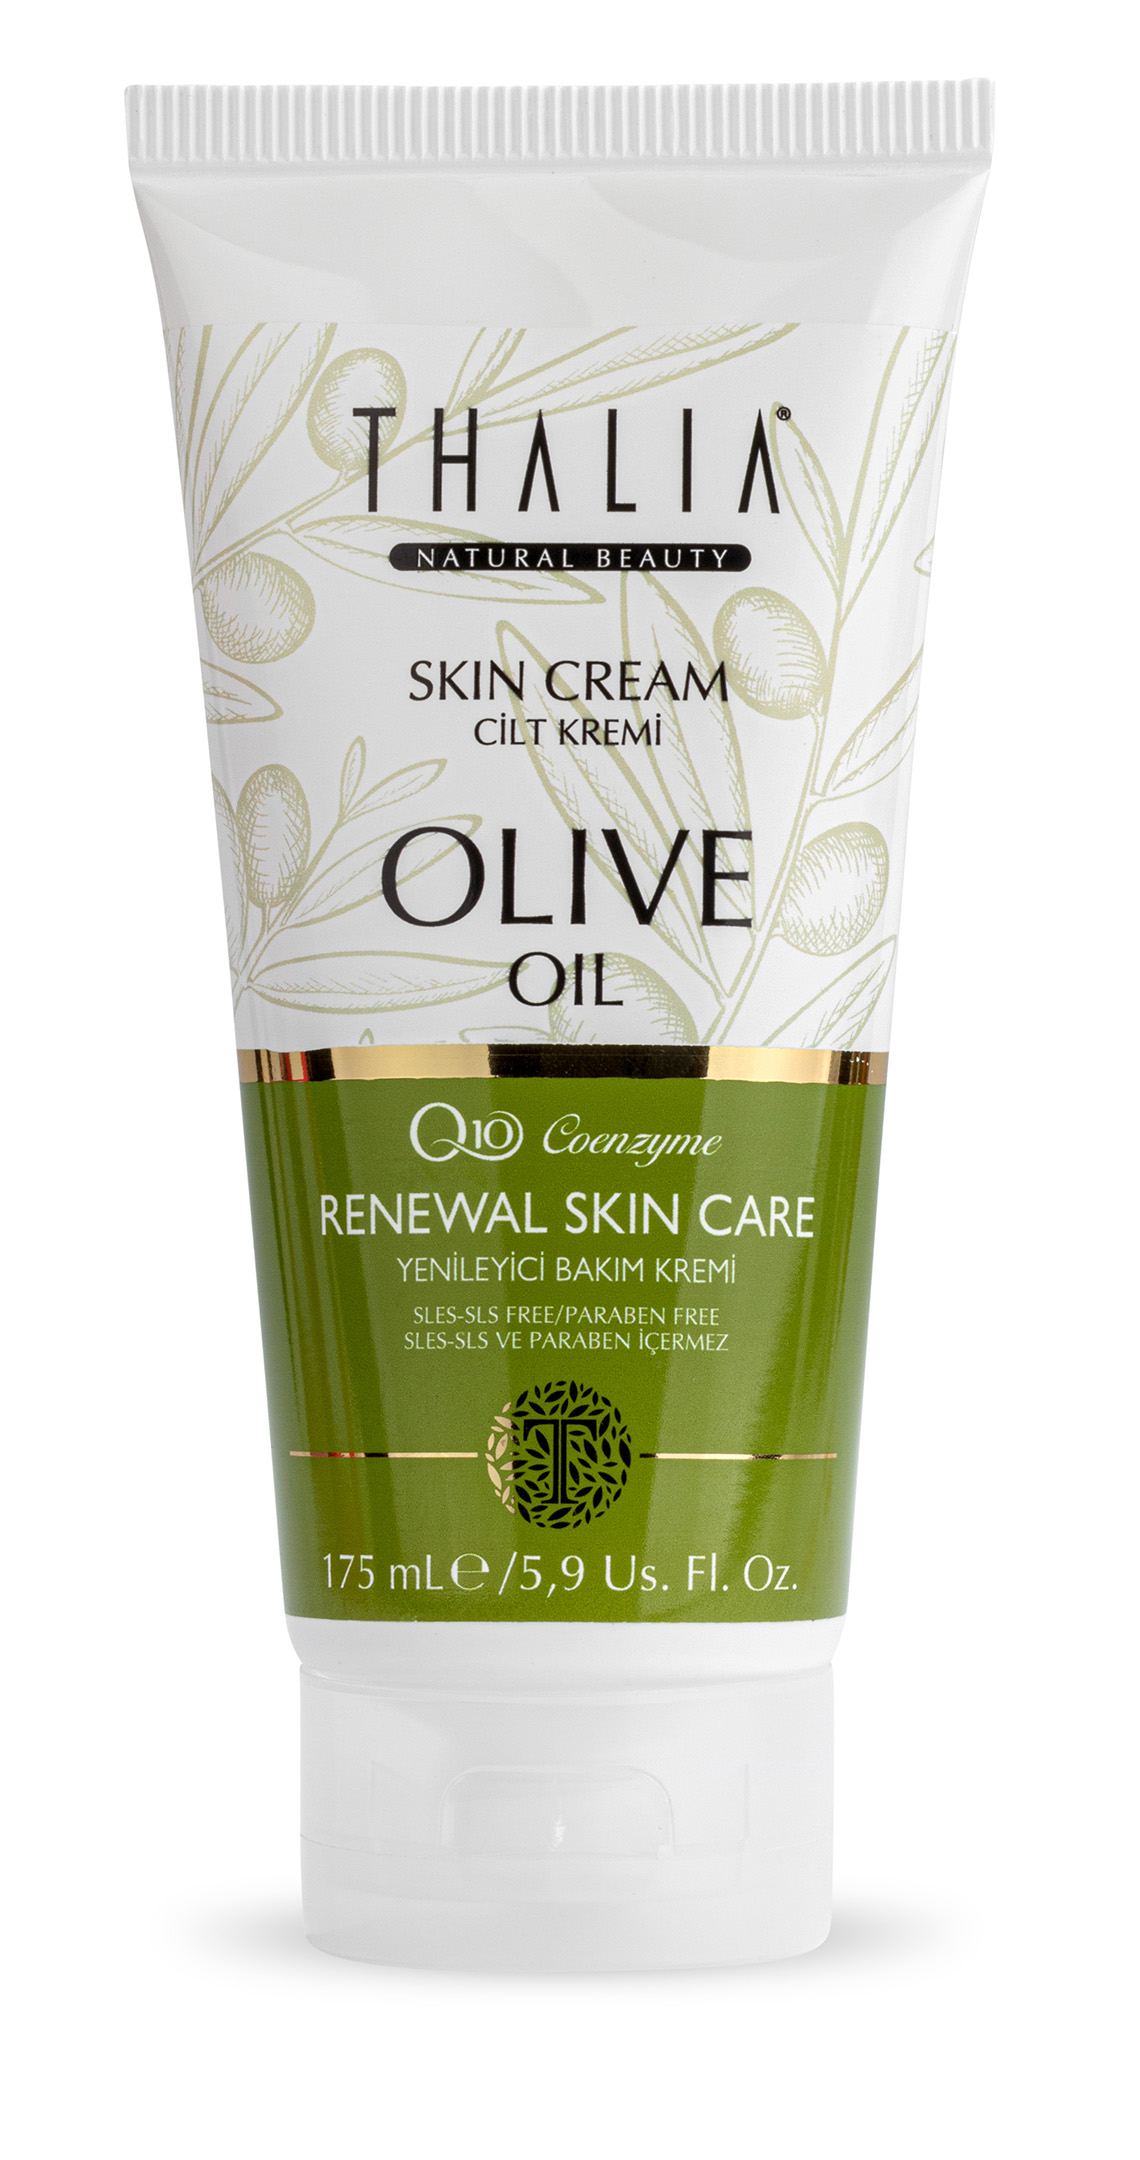 THALIA®
NATURAL BEAUTY
SKIN CREAM
CİLT KREMİ
OLIVE
OIL
Q10 Coenzyme
RENEWAL SKIN CARE
YENİLEYİCİ BAKIM KREMİ
SLES-SLS FREE/PARABEN FREE
SLES-SLS VE PARABEN İÇERMEZ
T
175 mL ℮ /5,9 Us. Fl. Oz.